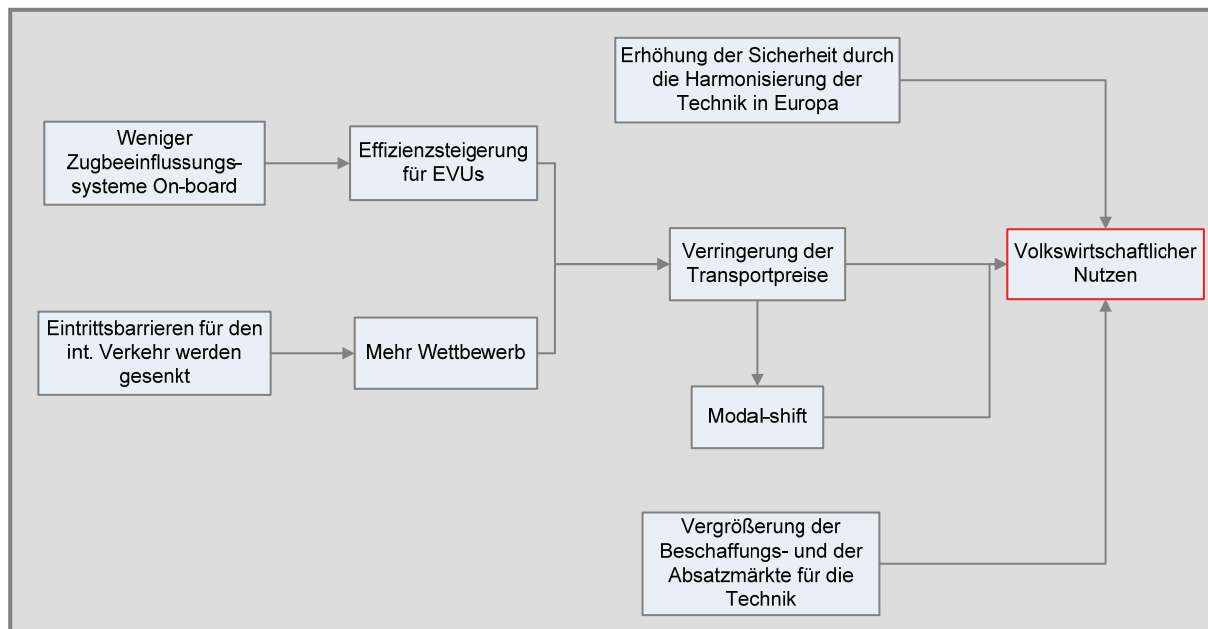 Erhöhung der Sicherheit durch
die Harmonisierung der
Technik in Europa
Weniger
Zugbeeinflussungs-
systeme On-board
Effizienzsteigerung
für EVUs
Verringerung der
Transportpreise
Volkswirtschaftlicher
Nutzen
Eintrittsbarrieren für den
int. Verkehr werden
gesenkt
Mehr Wettbewerb
Modal-shift
Vergrößerung der
Beschaffungs- und der
Absatzmärkte für die
Technik